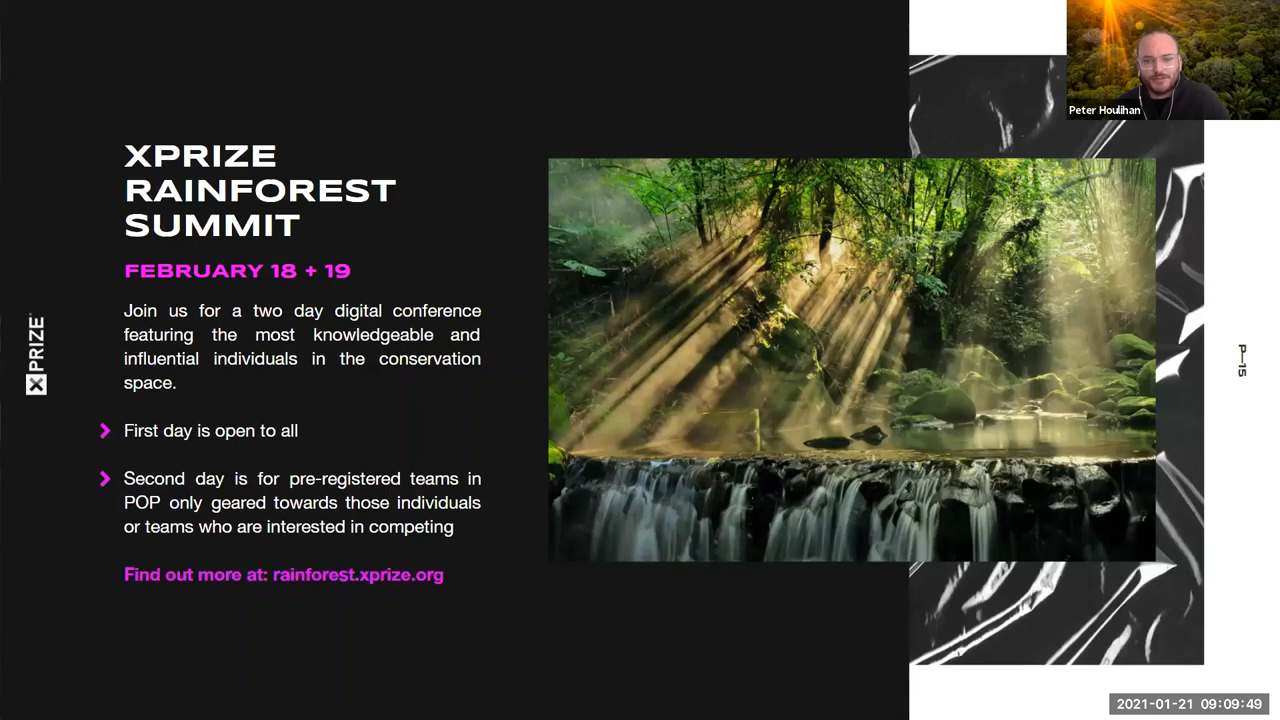 XPRIZE
RAINFOREST
SUMMIT
FEBRUARY 18 + 19
Join us for a two day digital conference
featuring the most knowledgeable and
influential individuals in the conservation
space.
First day is open to all
Second day is for pre-registered teams in
POP only geared towards those individuals
or teams who are interested in competing
Find out more at: rainforest.xprize.org
XPRIZE
Peter Houlihan
P—15
2021-01-21 09:09:49